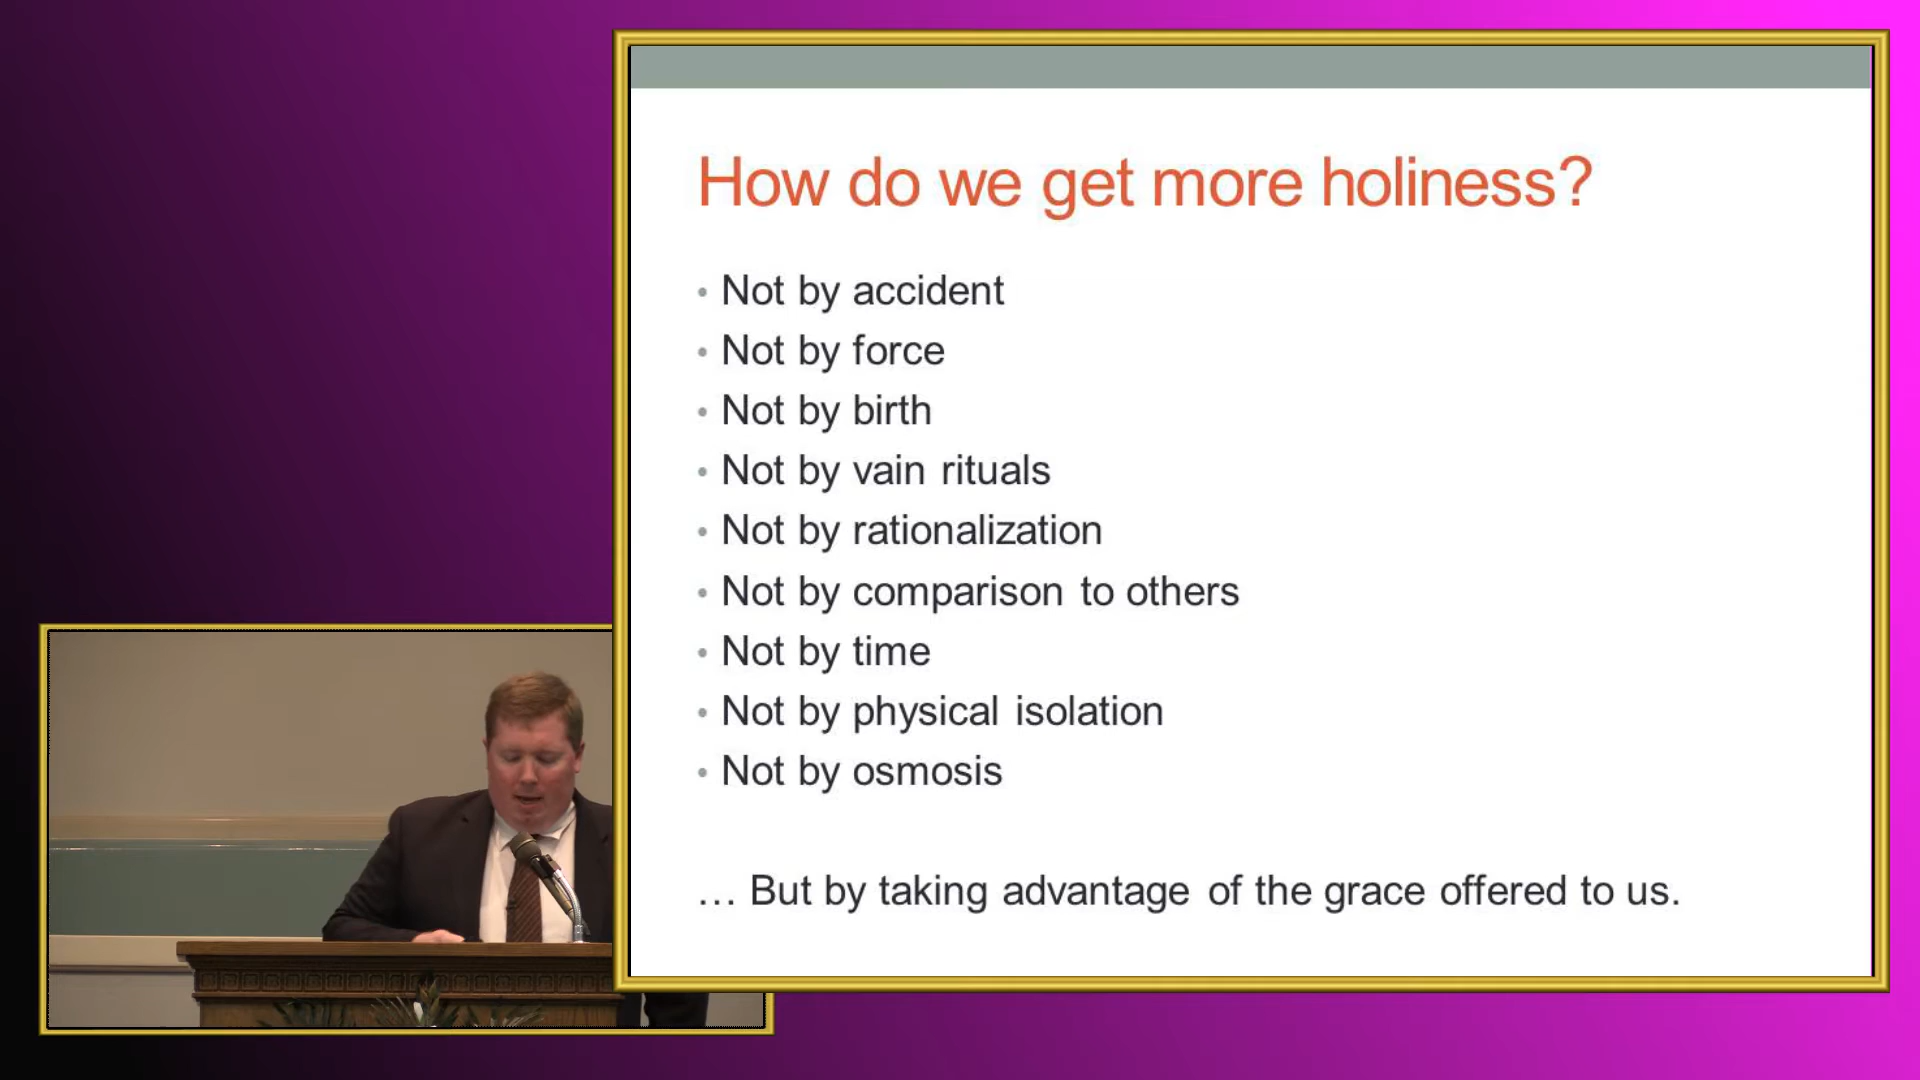 How do we get more holiness?
• Not by accident
• Not by force
• Not by birth
• Not by vain rituals
• Not by rationalization
• Not by comparison to others
• Not by time
• Not by physical isolation
• Not by osmosis
… But by taking advantage of the grace offered to us.